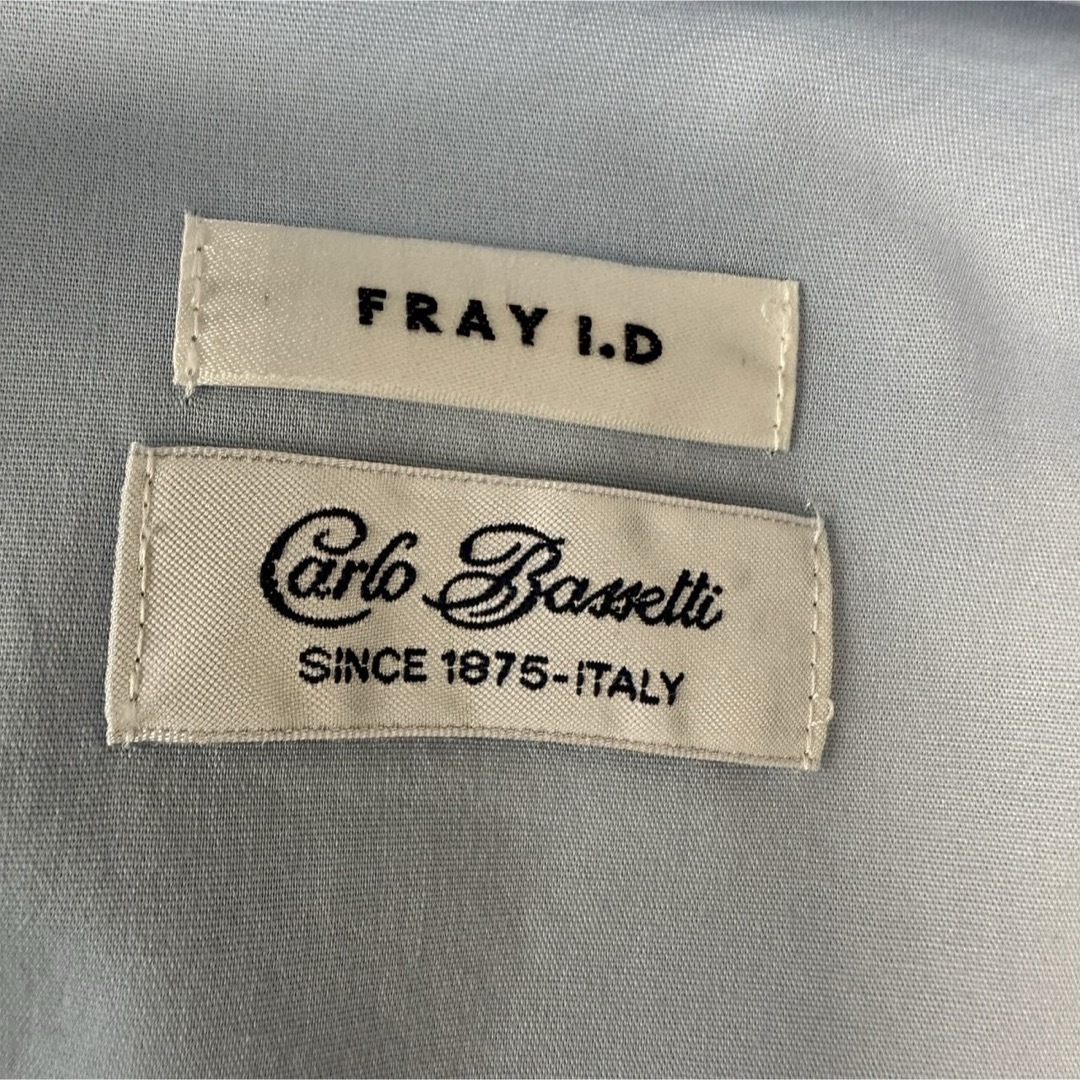 FRAY I.D
Carlo Bassetti
SINCE 1875-ITALY